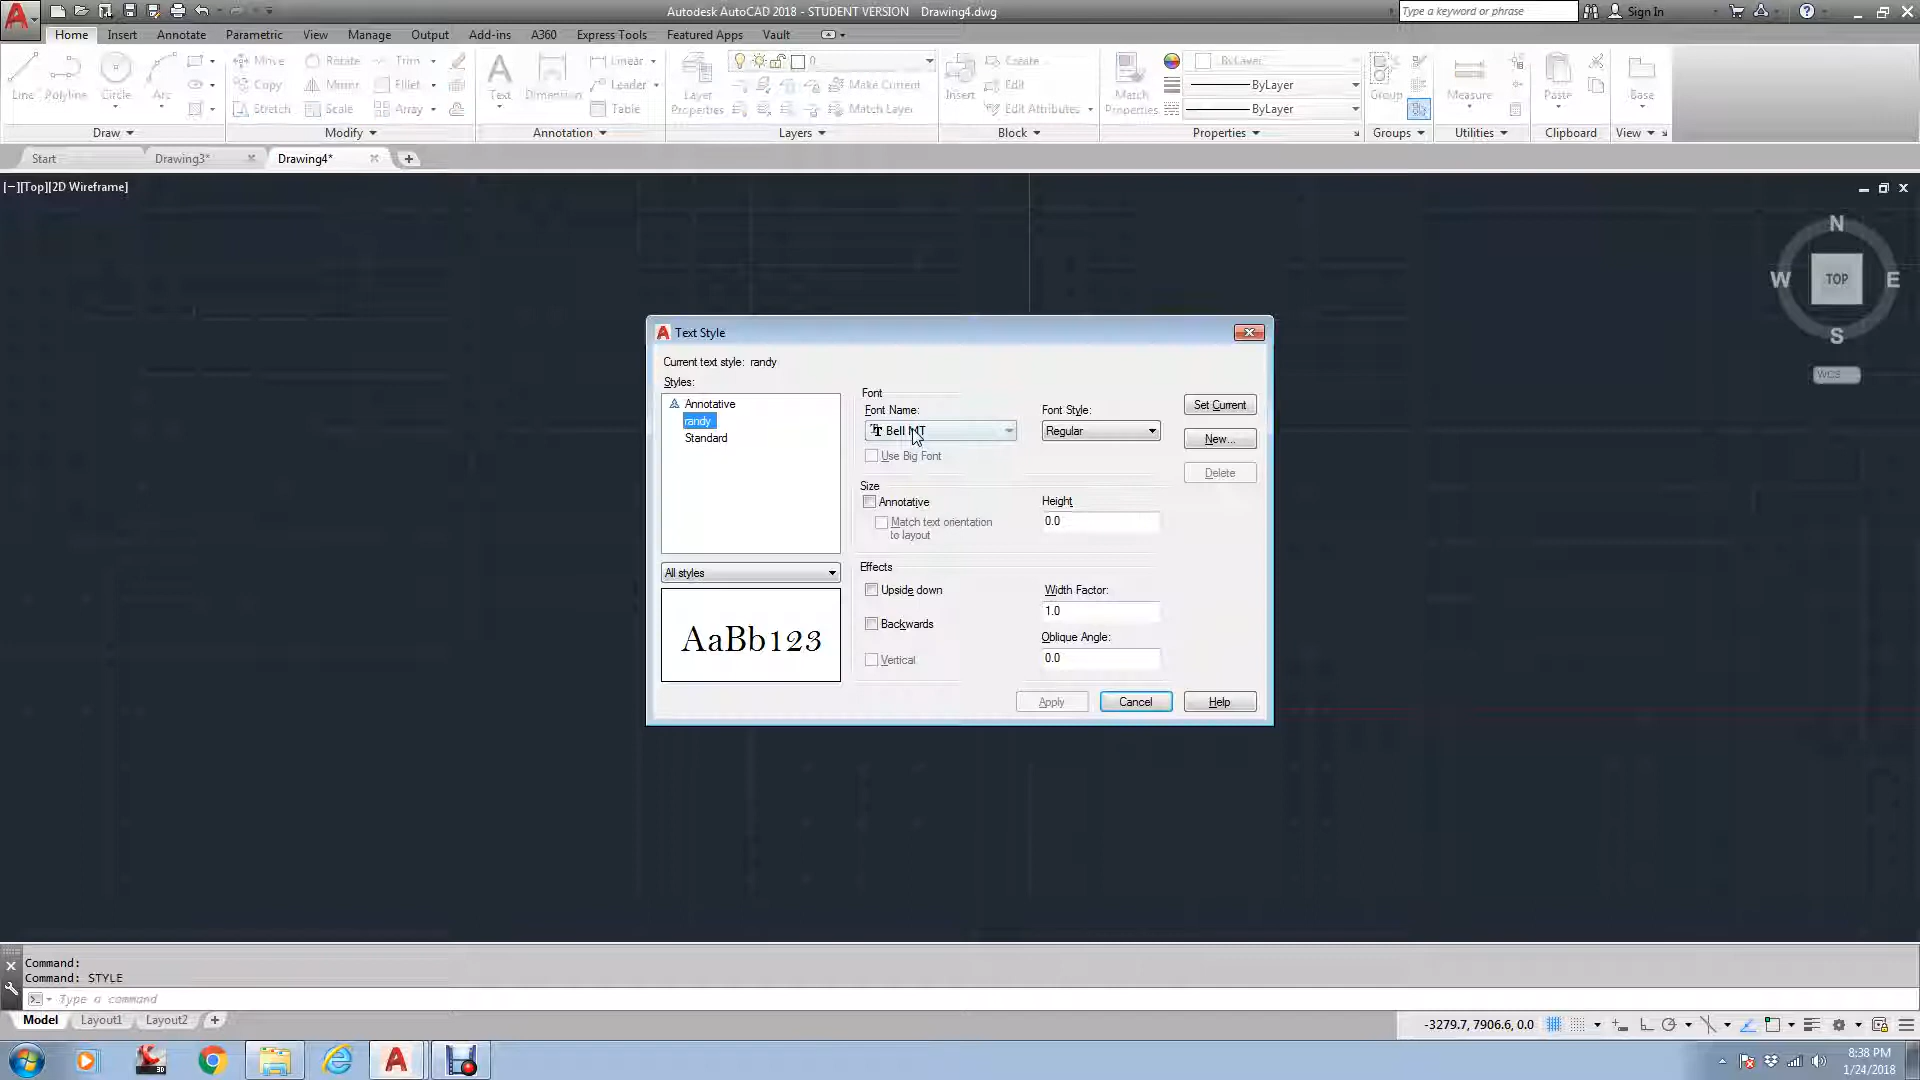 Autodesk AutoCAD 2018 - STUDENT VERSION Drawing4.dwg
Type a keyword or phrase
Sign In
Home Insert Annotate Parametric View Manage Output Add-ins A360 Express Tools Featured Apps Vault
Line Polyline Circle Arc
Move Rotate Trim
Copy Mirror Fillet
Stretch Scale Array
Text Dimension
Linear
Leader
Table
Layer Properties
0
Make Current
Match Layer
Insert
Create
Edit
Edit Attributes
Match Properties
ByLayer
ByLayer
ByLayer
Group
Measure
Paste
Base
Draw Modify Annotation Layers Block Properties Groups Utilities Clipboard View
Start Drawing3* Drawing4*
[−][Top][2D Wireframe]
N
W TOP E
S
WCS
Text Style
Current text style: randy
Styles:
Annotative
randy
Standard
All styles
AaBb123
Font
Font Name:
Bell MT
Use Big Font
Font Style:
Regular
Size
Annotative
Match text orientation
to layout
Height
0.0
Effects
Upside down
Backwards
Vertical
Width Factor:
1.0
Oblique Angle:
0.0
Set Current
New...
Delete
Apply Cancel Help
Command:
Command: STYLE
Type a command
Model Layout1 Layout2
-3279.7, 7906.6, 0.0
8:38 PM
1/24/2018